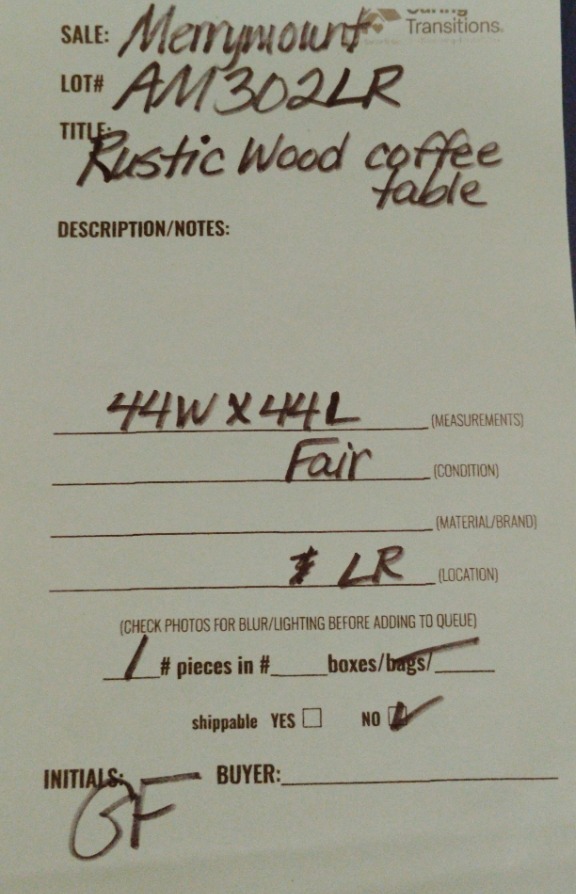 SALE: Merrymount
Transitions.
LOT# AM302LR
TITLE: Rustic Wood coffee
table
DESCRIPTION/NOTES:
44W X 44L (MEASUREMENTS)
Fair (CONDITION)
(MATERIAL/BRAND)
LR (LOCATION)
(CHECK PHOTOS FOR BLUR/LIGHTING BEFORE ADDING TO QUEUE)
1 # pieces in # boxes/bags/
shippable YES NO
INITIALS: GF BUYER: